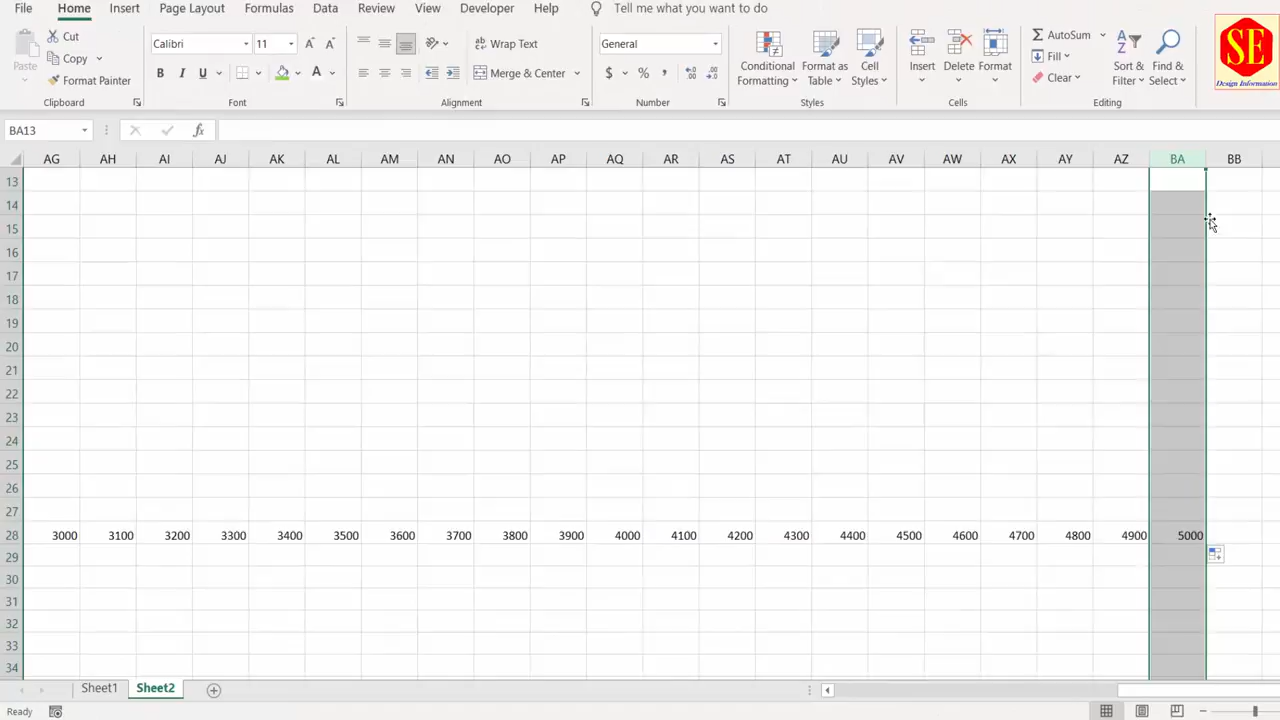 File Home Insert Page Layout Formulas Data Review View Developer Help Tell me what you want to do
Cut
Copy
Format Painter
Paste
Clipboard
Calibri 11
B I U
Font
Wrap Text
Merge & Center
Alignment
General
$ % ,
Number
Conditional Formatting
Format as Table
Cell Styles
Styles
Insert
Delete
Format
Cells
AutoSum
Fill
Clear
Sort & Filter
Find & Select
Editing
SE
Design Information
BA13
fx
AG AH AI AJ AK AL AM AN AO AP AQ AR AS AT AU AV AW AX AY AZ BA BB
13
14
15
16
17
18
19
20
21
22
23
24
25
26
27
28 3000 3100 3200 3300 3400 3500 3600 3700 3800 3900 4000 4100 4200 4300 4400 4500 4600 4700 4800 4900 5000
29
30
31
32
33
34
Sheet1 Sheet2
Ready